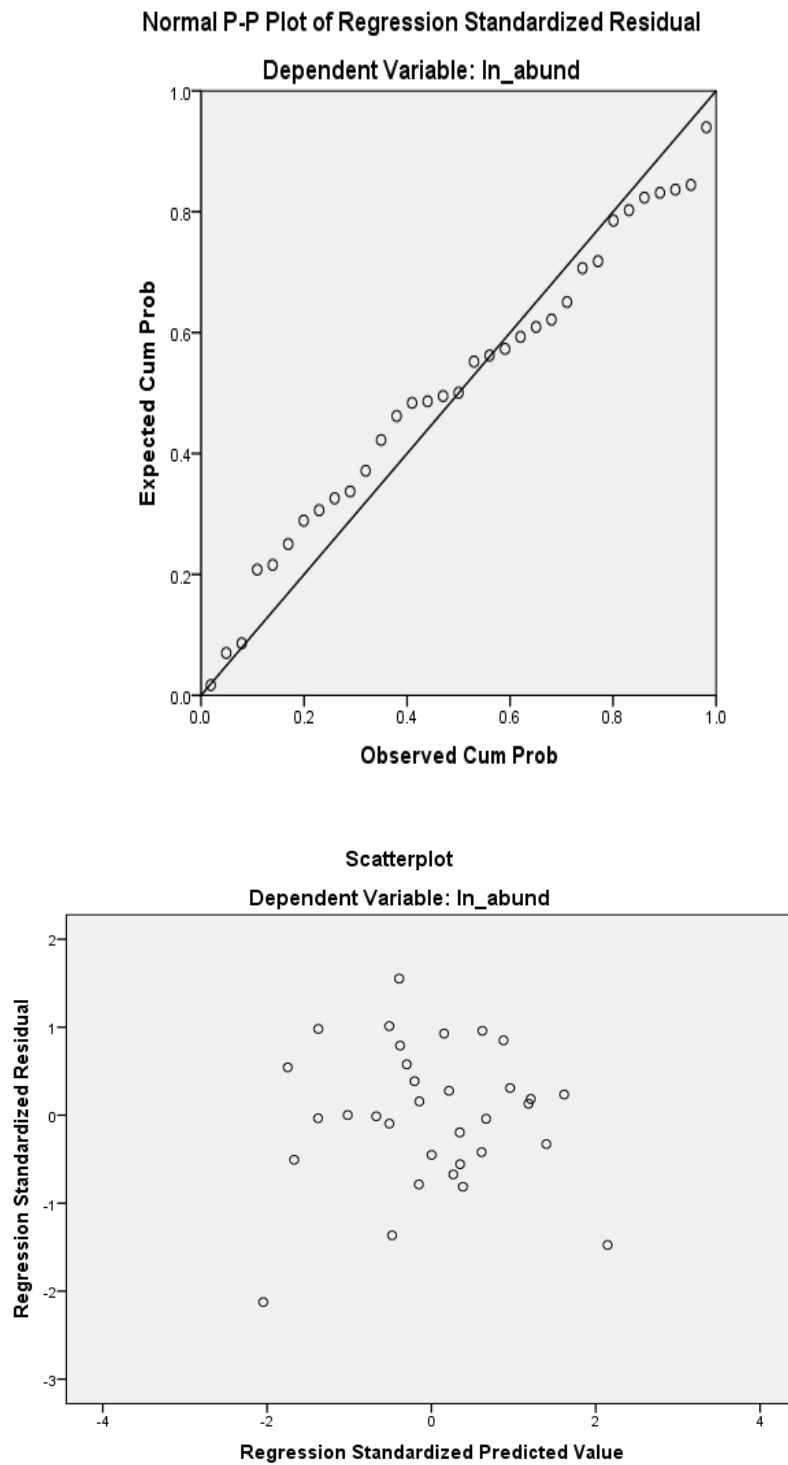 Normal P-P Plot of Regression Standardized Residual
Dependent Variable: ln_abund
1.0
0.8
0.6
0.4
0.2
0.0
Expected Cum Prob
0.0 0.2 0.4 0.6 0.8 1.0
Observed Cum Prob
Scatterplot
Dependent Variable: ln_abund
2
1
0
-1
-2
-3
Regression Standardized Residual
-4 -2 0 2 4
Regression Standardized Predicted Value